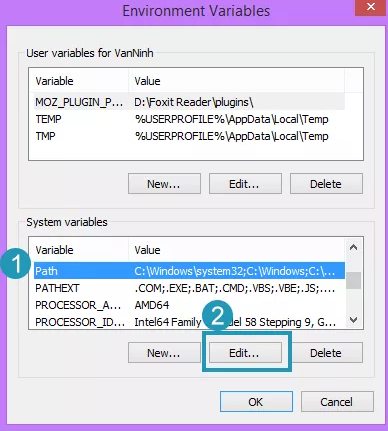 Environment Variables
User variables for VanNinh
Variable Value
MOZ_PLUGIN_P... D:\Foxit Reader\plugins\
TEMP %USERPROFILE%\AppData\Local\Temp
TMP %USERPROFILE%\AppData\Local\Temp
New... Edit... Delete
System variables
Variable Value
1 Path C:\Windows\system32;C:\Windows;C:\...
PATHEXT .COM;.EXE;.BAT;.CMD;.VBS;.VBE;.JS;....
PROCESSOR_A... AMD64
PROCESSOR_ID... Intel64 Family 58 Stepping 9, G...
2
New... Edit... Delete
OK Cancel